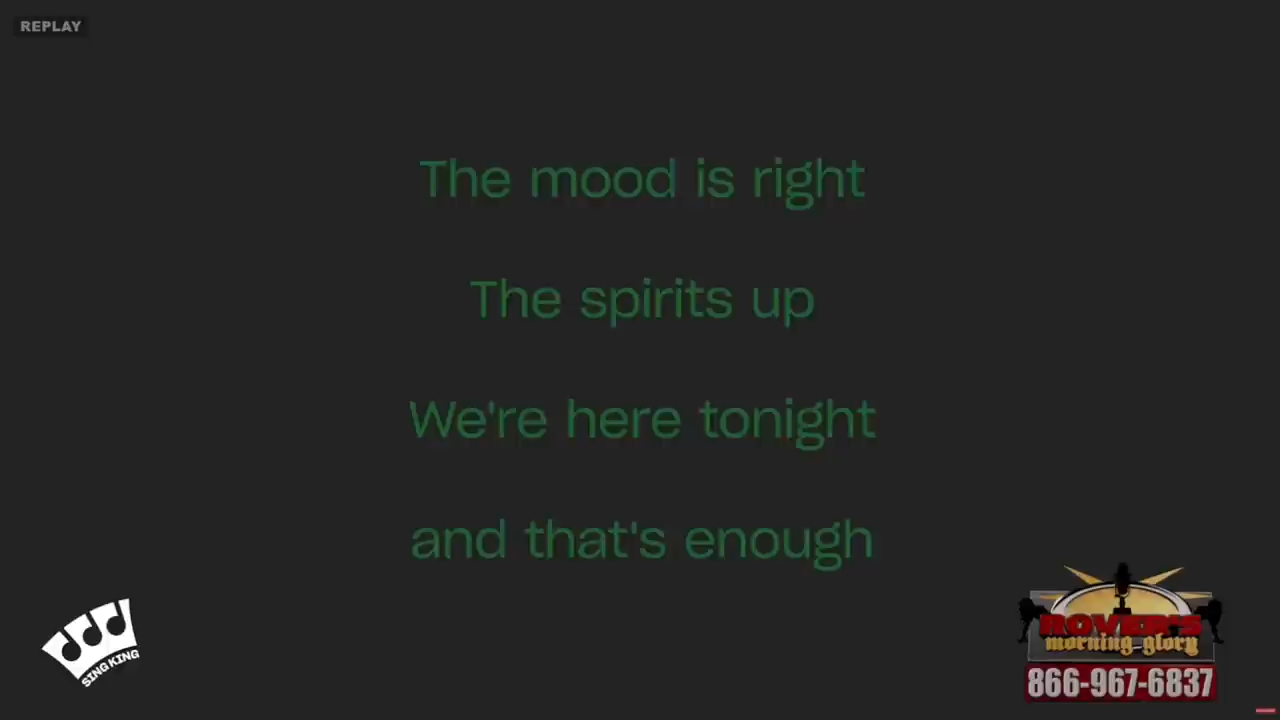 REPLAY
The mood is right
The spirits up
We're here tonight
and that's enough
SING KING
ROVER'S
morning glory
866-967-6837